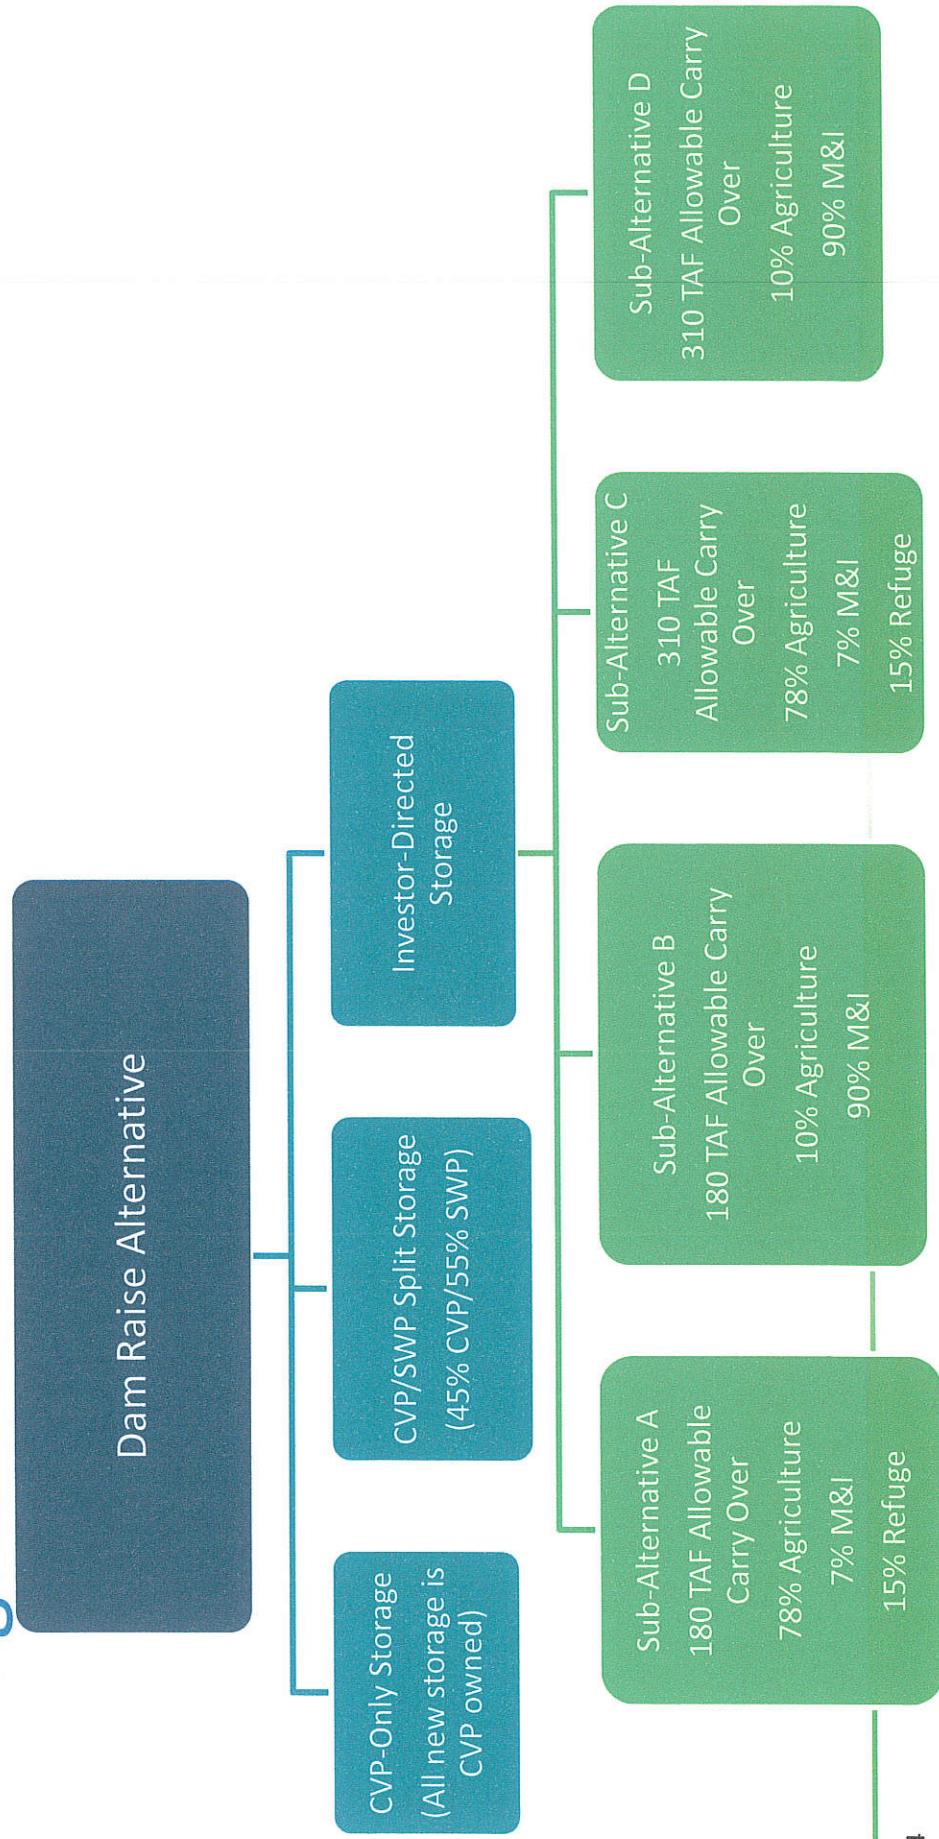 Dam Raise Alternative
CVP-Only Storage
(All new storage is
CVP owned)
CVP/SWP Split Storage
(45% CVP/55% SWP)
Investor-Directed
Storage
Sub-Alternative A
180 TAF Allowable
Carry Over
78% Agriculture
7% M&I
15% Refuge
Sub-Alternative B
180 TAF Allowable Carry
Over
10% Agriculture
90% M&I
Sub-Alternative C
310 TAF
Allowable Carry
Over
78% Agriculture
7% M&I
15% Refuge
Sub-Alternative D
310 TAF Allowable Carry
Over
10% Agriculture
90% M&I